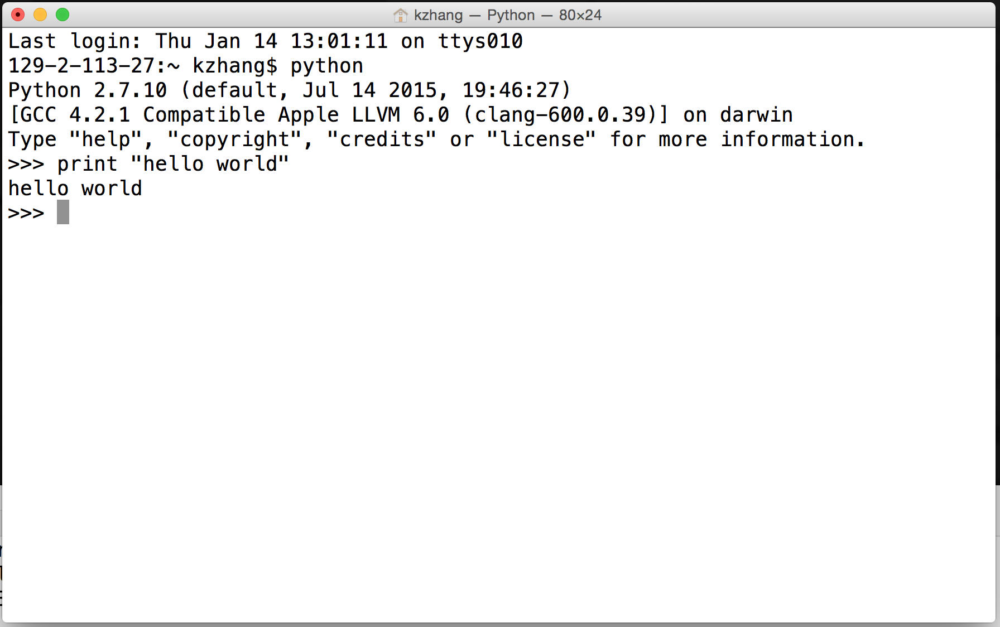 kzhang — Python — 80×24
Last login: Thu Jan 14 13:01:11 on ttys010
129-2-113-27:~ kzhang$ python
Python 2.7.10 (default, Jul 14 2015, 19:46:27)
[GCC 4.2.1 Compatible Apple LLVM 6.0 (clang-600.0.39)] on darwin
Type "help", "copyright", "credits" or "license" for more information.
>>> print "hello world"
hello world
>>>